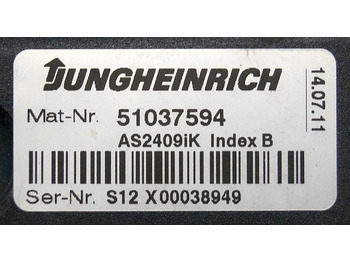 JUNGHEINRICH
Mat-Nr. 51037594
AS2409iK Index B
Ser-Nr. S12 X00038949
14.07.11